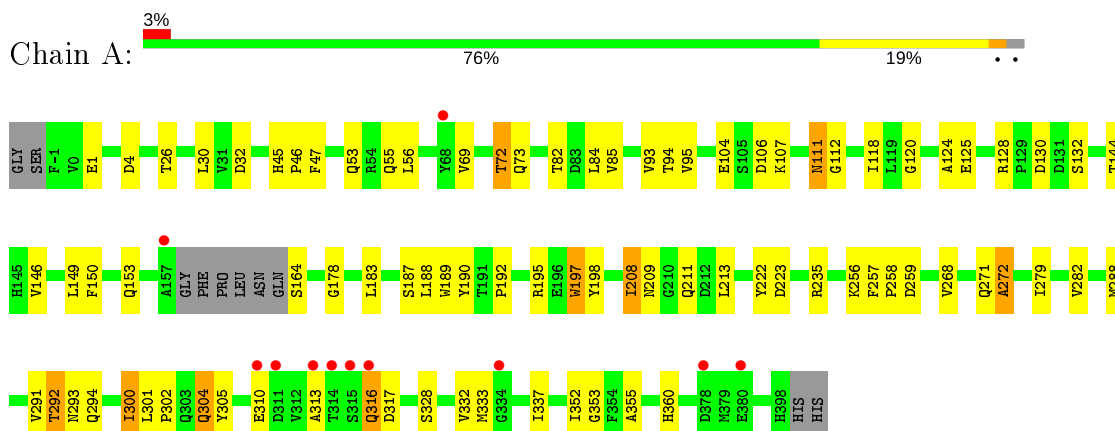 3%
Chain A:
76% 19% • •
GLY SER F-1 V0 E1 D4 T26 L30 V31 D32 H45 P46 F47 Q53 R54 Q55 L56 Y68 V69 T72 Q73 T82 D83 L84 V85 V93 T94 V95 E104 S105 D106 K107 N111 G112 I118 L119 G120 A124 E125 R128 P129 D130 D131 S132 T144
H145 V146 L149 F150 Q153 A157 GLY PHE PRO LEU ASN GLN S164 G178 L183 S187 L188 W189 Y190 T191 P192 R195 E196 W197 Y198 I208 N209 G210 Q211 D212 L213 Y222 D223 R235 K256 F257 P258 D259 V268 Q271 A272 I279 V282 M288
V291 T292 N293 Q294 I300 L301 P302 Q303 Q304 Y305 E310 D311 V312 A313 T314 S315 Q316 D317 S328 V332 M333 G334 I337 I352 G353 F354 A355 H360 D378 M379 E380 H398 HIS HIS